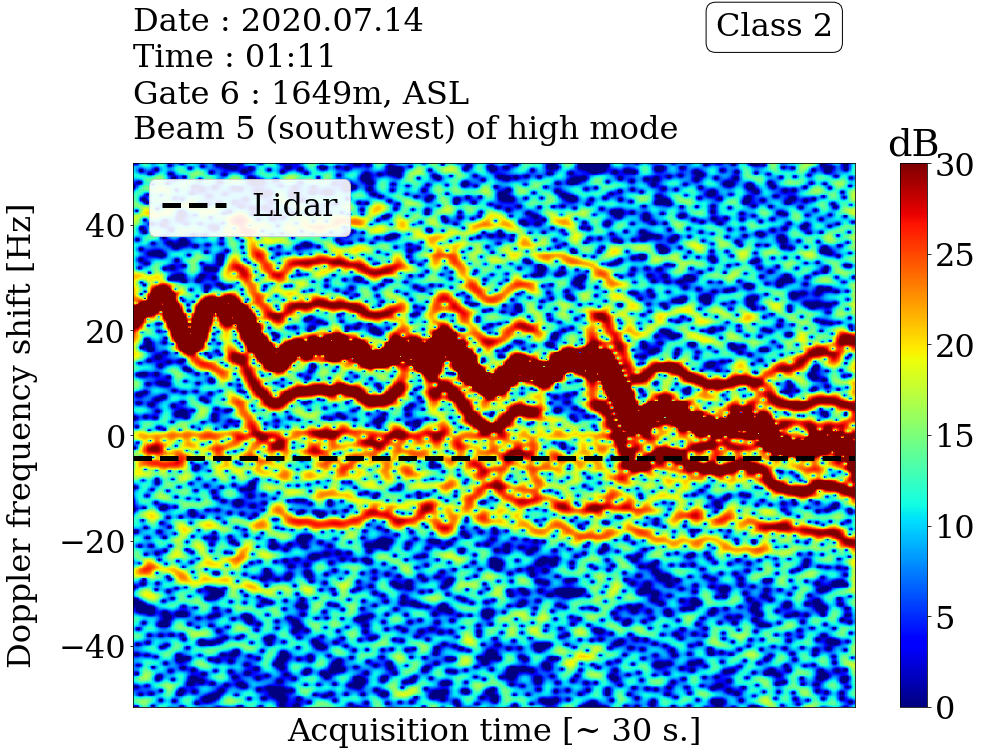 Date : 2020.07.14
Time : 01:11
Gate 6 : 1649m, ASL
Beam 5 (southwest) of high mode
Class 2
dB
Lidar
Doppler frequency shift [Hz]
40
20
0
−20
−40
30
25
20
15
10
5
0
Acquisition time [~ 30 s.]